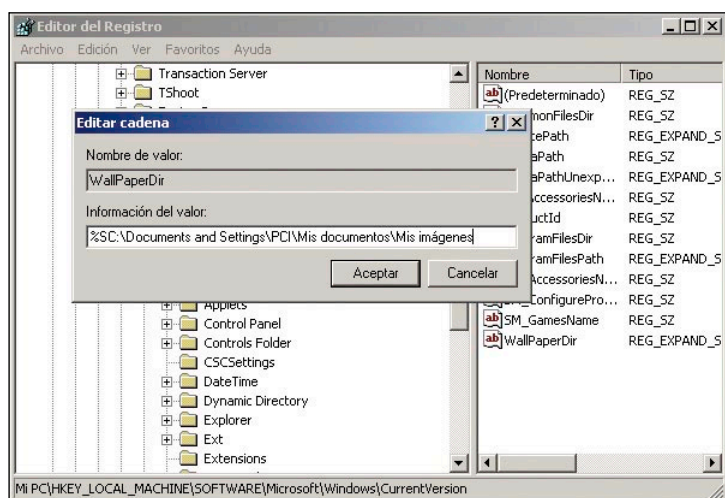 Editor del Registro
Archivo Edición Ver Favoritos Ayuda
Transaction Server
TShoot
Nombre Tipo
(Predeterminado) REG_SZ
REG_SZ
REG_EXPAND_S
REG_SZ
REG_EXPAND_S
REG_SZ
REG_SZ
REG_SZ
REG_EXPAND_S
REG_SZ
REG_SZ
SM_GamesName REG_SZ
WallPaperDir REG_EXPAND_S
Editar cadena
Nombre de valor:
WallPaperDir
Información del valor:
%SC:\Documents and Settings\PCI\Mis documentos\Mis imágenes
Aceptar Cancelar
Applets
Control Panel
Controls Folder
CSCSettings
DateTime
Dynamic Directory
Explorer
Ext
Extensions
Mi PC\HKEY_LOCAL_MACHINE\SOFTWARE\Microsoft\Windows\CurrentVersion